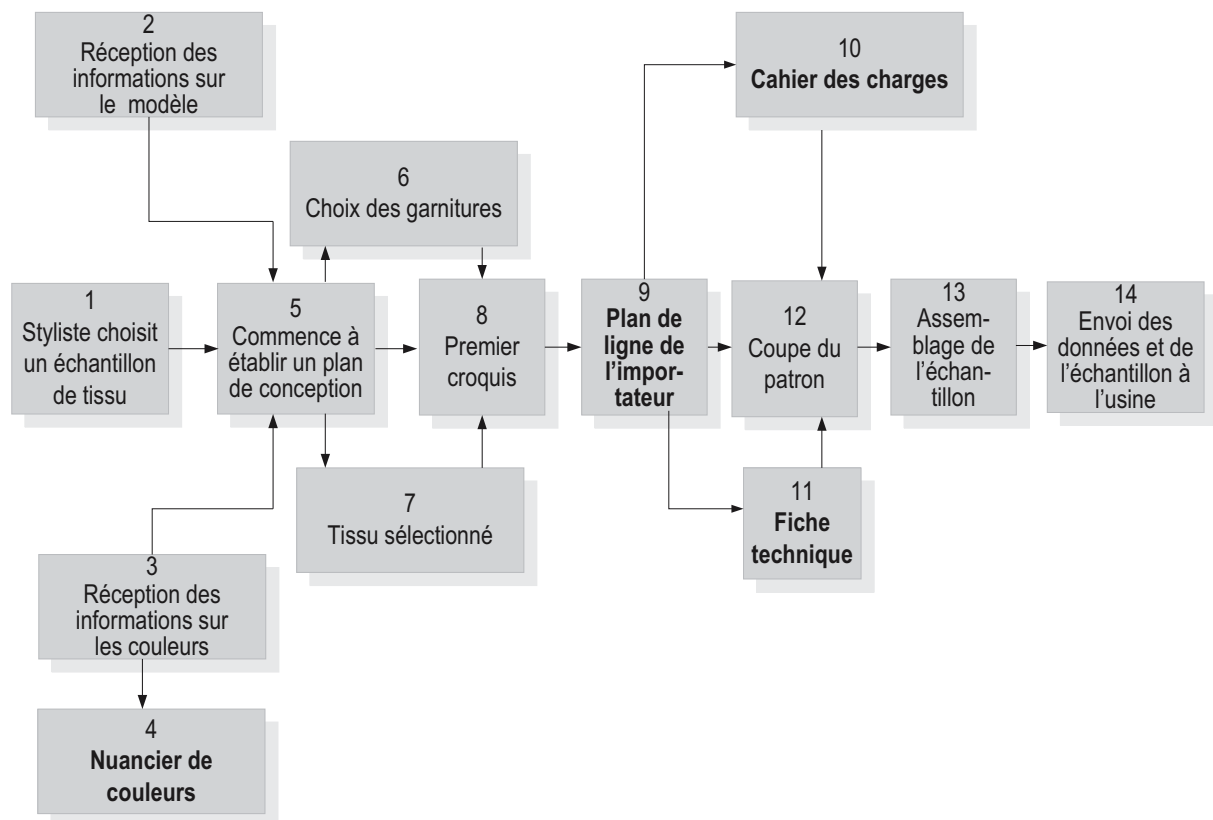 2
Réception des
informations sur
le modèle
10
Cahier des charges
6
Choix des garnitures
1
Styliste choisit
un échantillon
de tissu
5
Commence à
établir un plan
de conception
8
Premier
croquis
9
Plan de
ligne de
l'impor-
tateur
12
Coupe du
patron
13
Assem-
blage de
l'échan-
tillon
14
Envoi des
données et de
l'échantillon à
l'usine
7
Tissu sélectionné
11
Fiche
technique
3
Réception des
informations sur
les couleurs
4
Nuancier de
couleurs